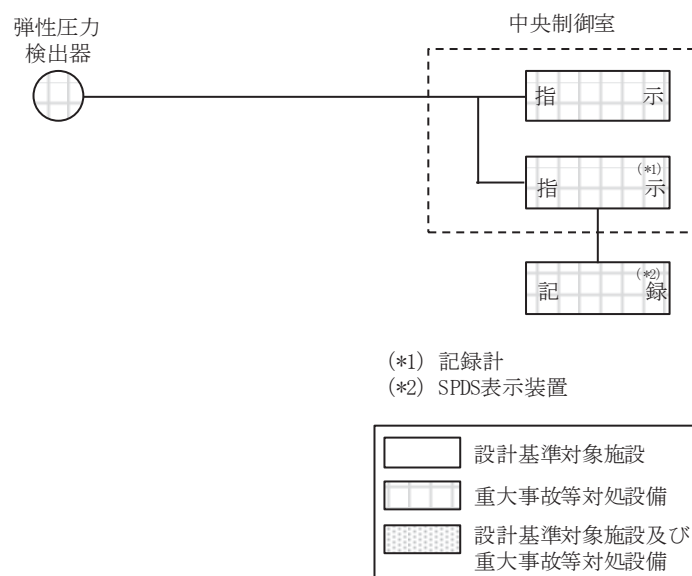 中央制御室
弾性圧力
検出器
指 示
(*1)
指 示
(*2)
記 録
(*1) 記録計
(*2) SPDS表示装置
設計基準対象施設
重大事故等対処設備
設計基準対象施設及び
重大事故等対処設備